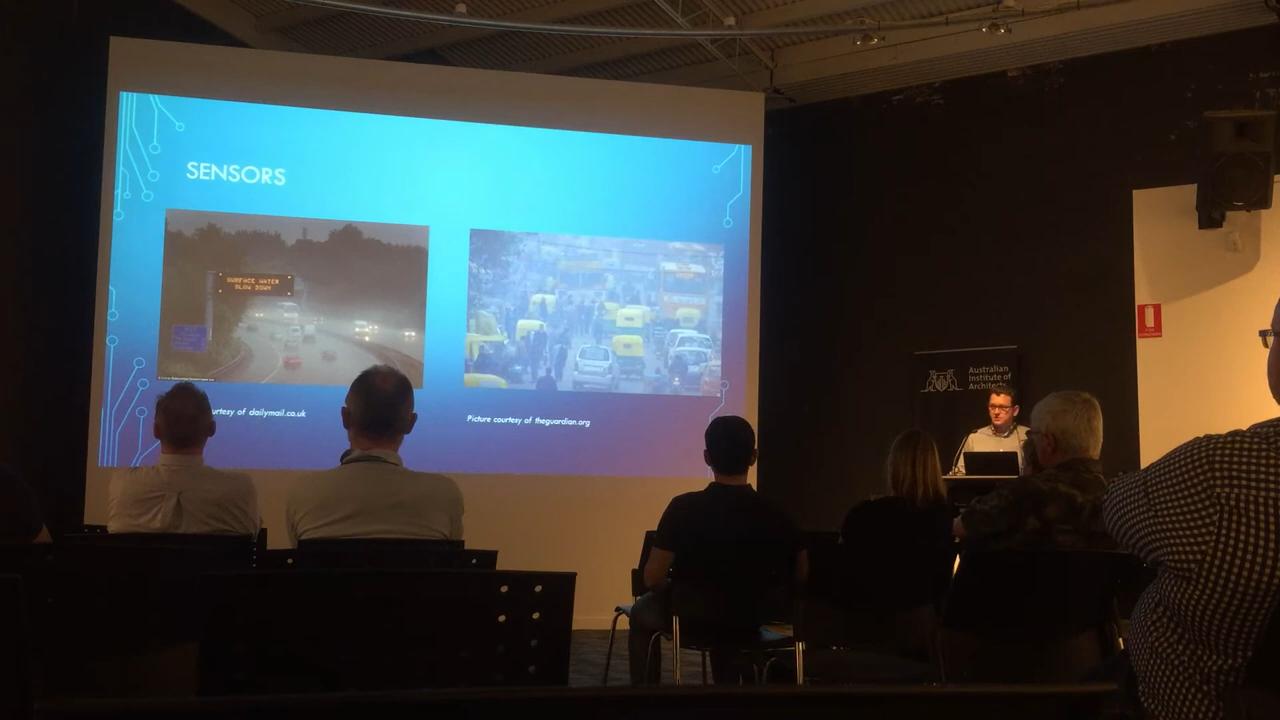 SENSORS
SURFACE WATER
SLOW DOWN
courtesy of dailymail.co.uk
Picture courtesy of theguardian.org
Australian
Institute of
Architects